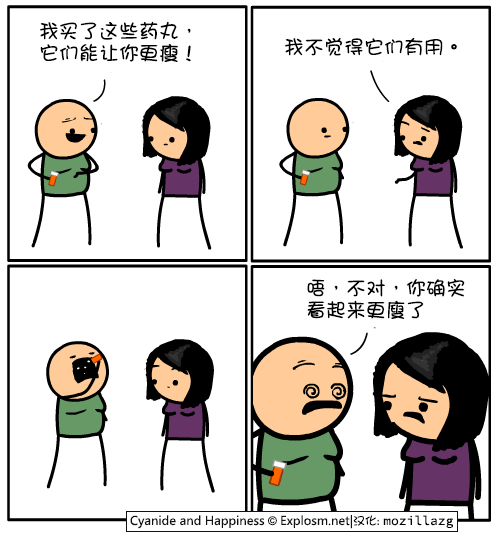 我买了这些药丸，
它们能让你更瘦！
我不觉得它们有用。
唔，不对，你确实
看起来更瘦了
Cyanide and Happiness © Explosm.net|汉化: mozillazg